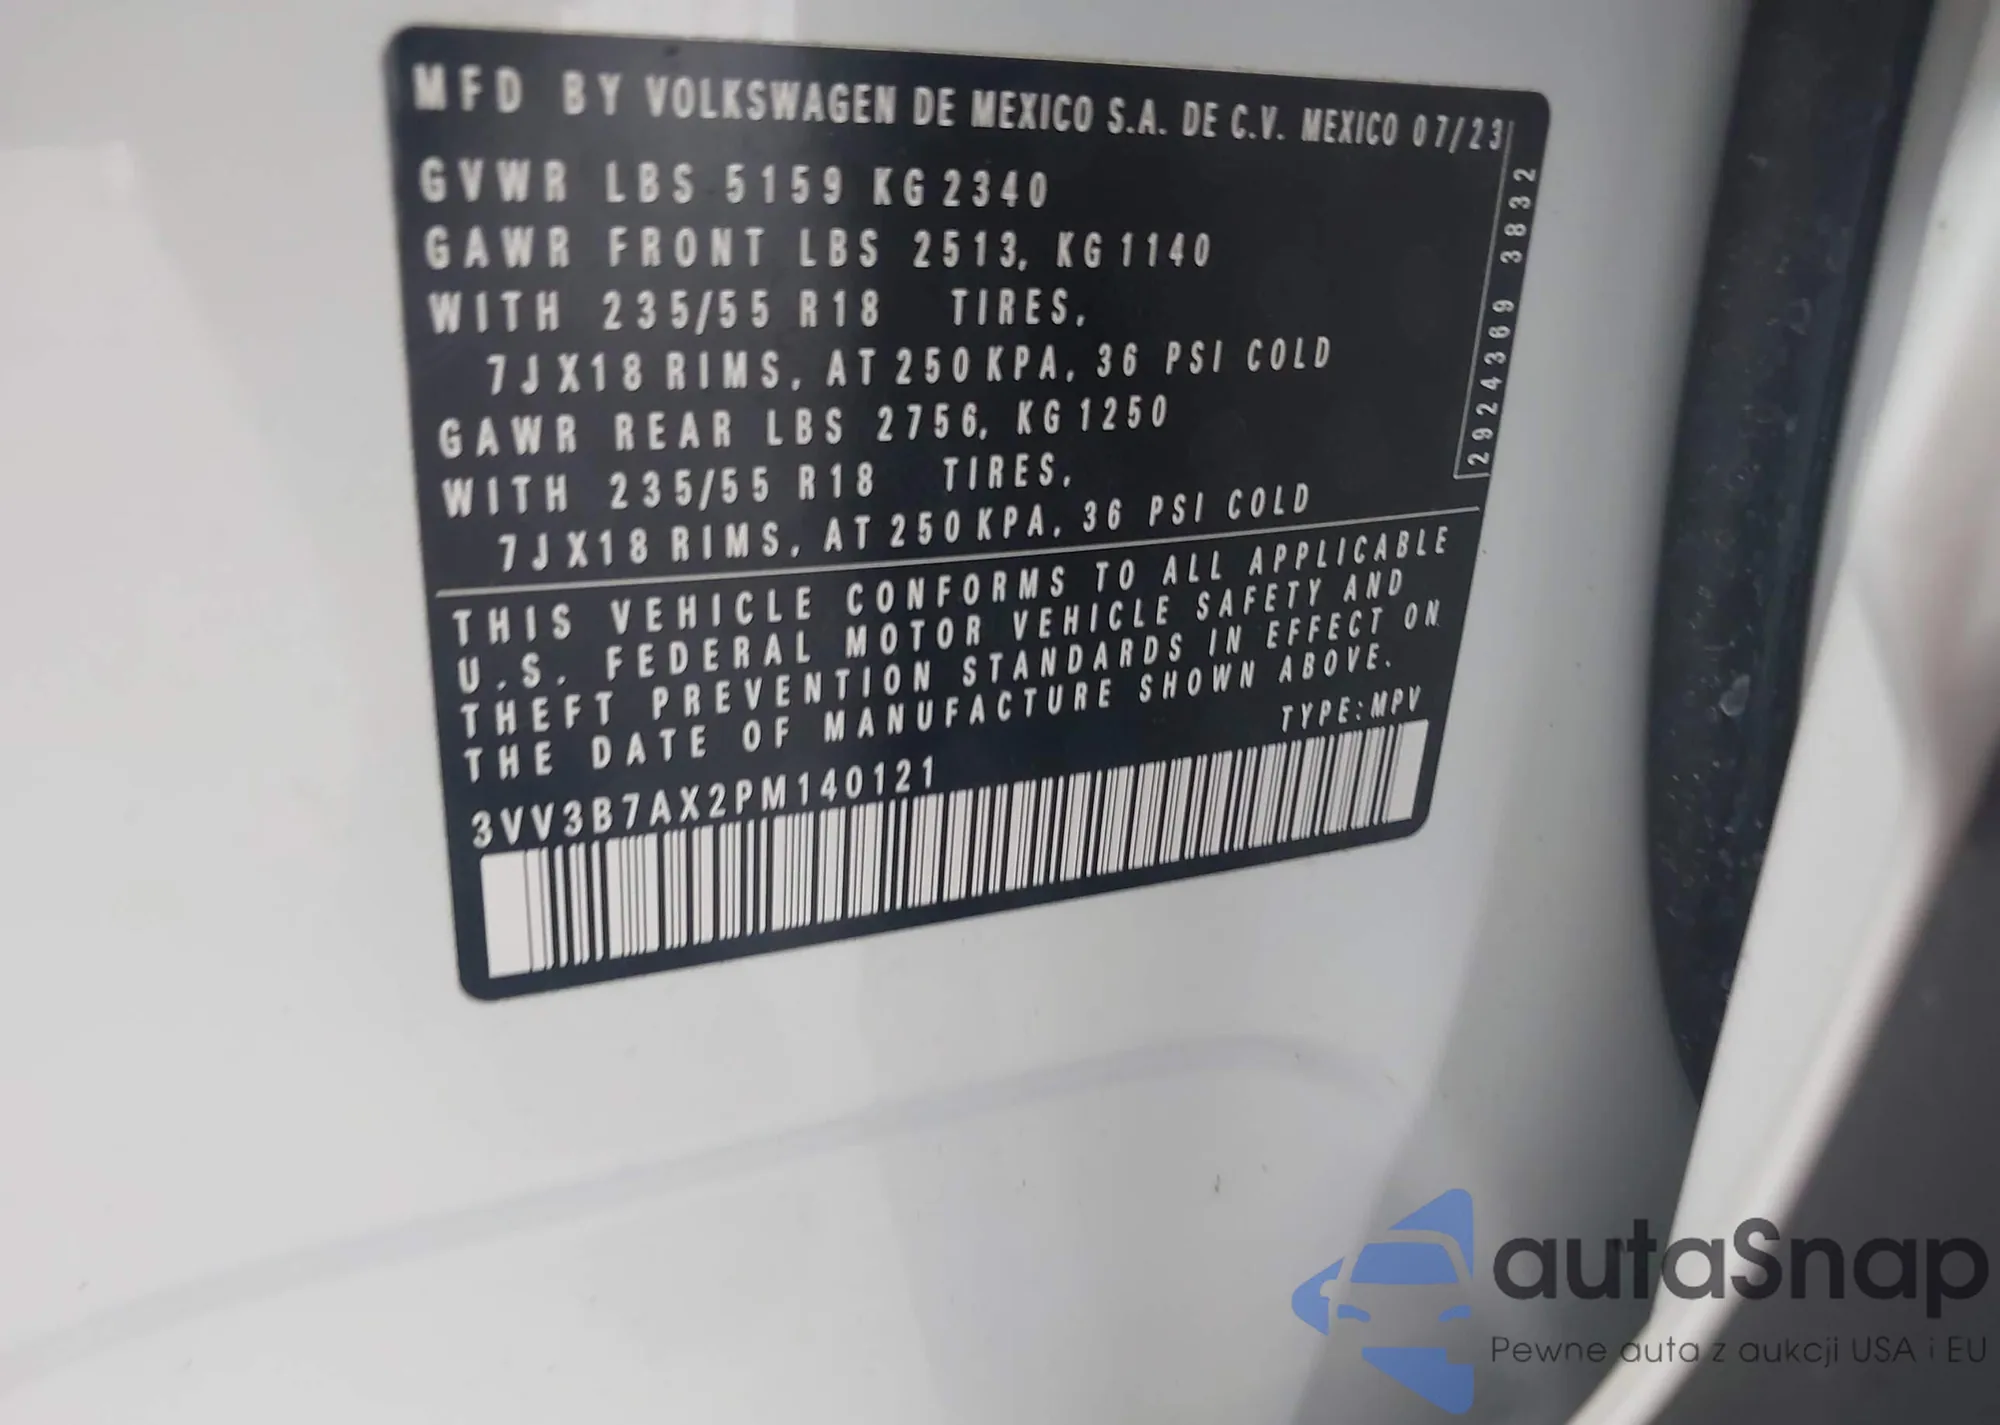 MFD BY VOLKSWAGEN DE MEXICO S.A. DE C.V. MEXICO 07/23
GVWR LBS 5159 KG 2340
GAWR FRONT LBS 2513, KG 1140
WITH 235/55 R18 TIRES,
7J X18 RIMS, AT 250 KPA, 36 PSI COLD
GAWR REAR LBS 2756, KG 1250
WITH 235/55 R18 TIRES,
7J X18 RIMS, AT 250 KPA, 36 PSI COLD
2924369 3832
THIS VEHICLE CONFORMS TO ALL APPLICABLE
U.S. FEDERAL MOTOR VEHICLE SAFETY AND
THEFT PREVENTION STANDARDS IN EFFECT ON
THE DATE OF MANUFACTURE SHOWN ABOVE.
TYPE: MPV
3VV3B7AX2PM140121
autaSnap
Pewne auta z aukcji USA i EU